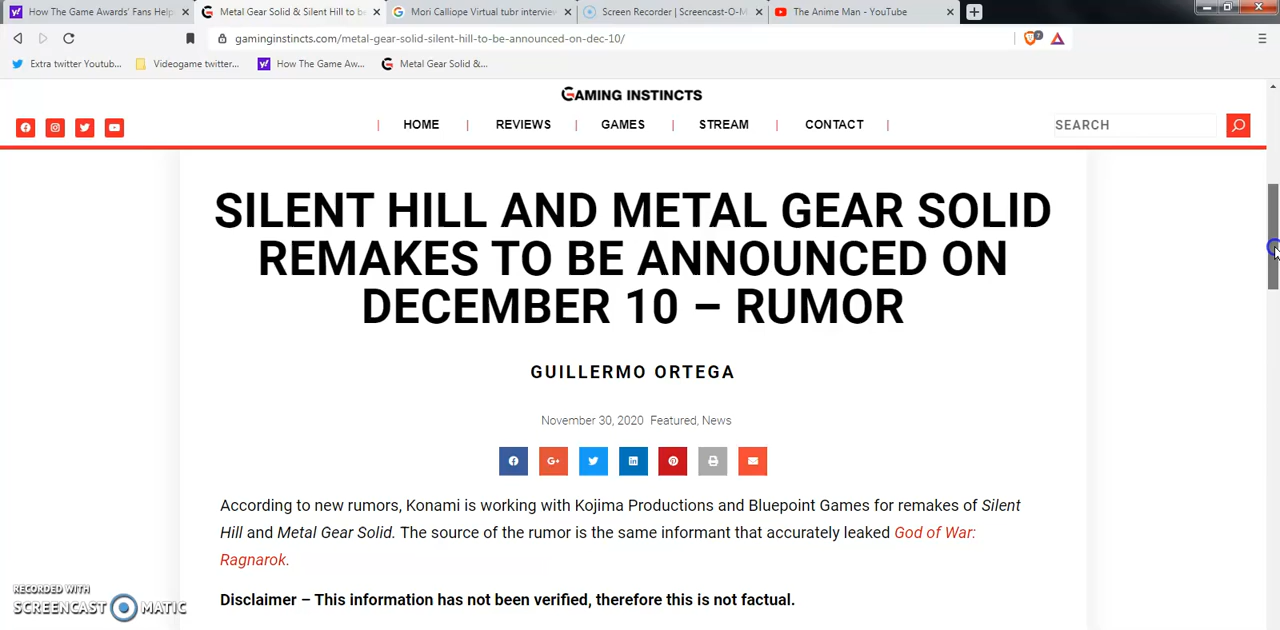 How The Game Awards' Fans Help
Metal Gear Solid & Silent Hill to be
Mori Calliope Virtual tubr interview
Screen Recorder | Screencast-O-M
The Anime Man - YouTube
gaminginstincts.com/metal-gear-solid-silent-hill-to-be-announced-on-dec-10/
7
Extra twitter Youtub...
Videogame twitter...
How The Game Aw...
Metal Gear Solid &...
GAMING INSTINCTS
| HOME | REVIEWS | GAMES | STREAM | CONTACT |
SEARCH
SILENT HILL AND METAL GEAR SOLID
REMAKES TO BE ANNOUNCED ON
DECEMBER 10 – RUMOR
GUILLERMO ORTEGA
November 30, 2020 Featured, News
According to new rumors, Konami is working with Kojima Productions and Bluepoint Games for remakes of Silent
Hill and Metal Gear Solid. The source of the rumor is the same informant that accurately leaked God of War:
Ragnarok.
Disclaimer – This information has not been verified, therefore this is not factual.
RECORDED WITH
SCREENCAST MATIC